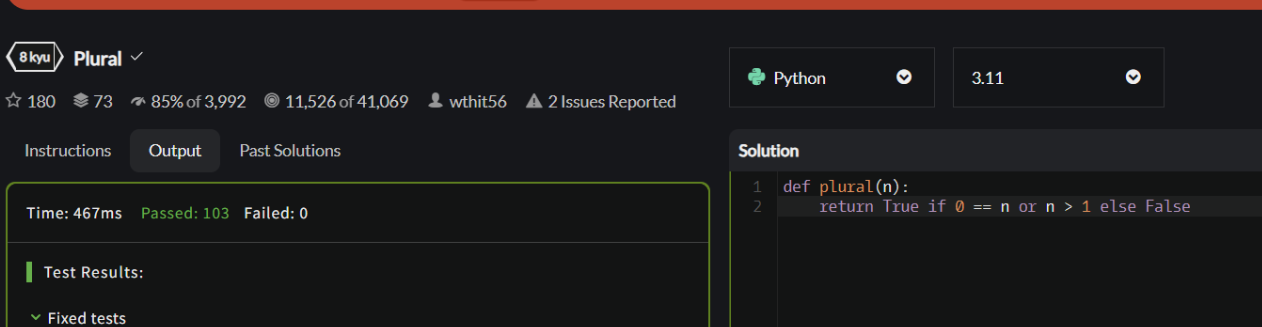 8 kyu Plural
180 73 85% of 3,992 11,526 of 41,069 wthit56 2 Issues Reported
Python 3.11
Instructions Output Past Solutions
Time: 467ms Passed: 103 Failed: 0
Test Results:
Fixed tests
Solution
1 def plural(n):
2 return True if 0 == n or n > 1 else False